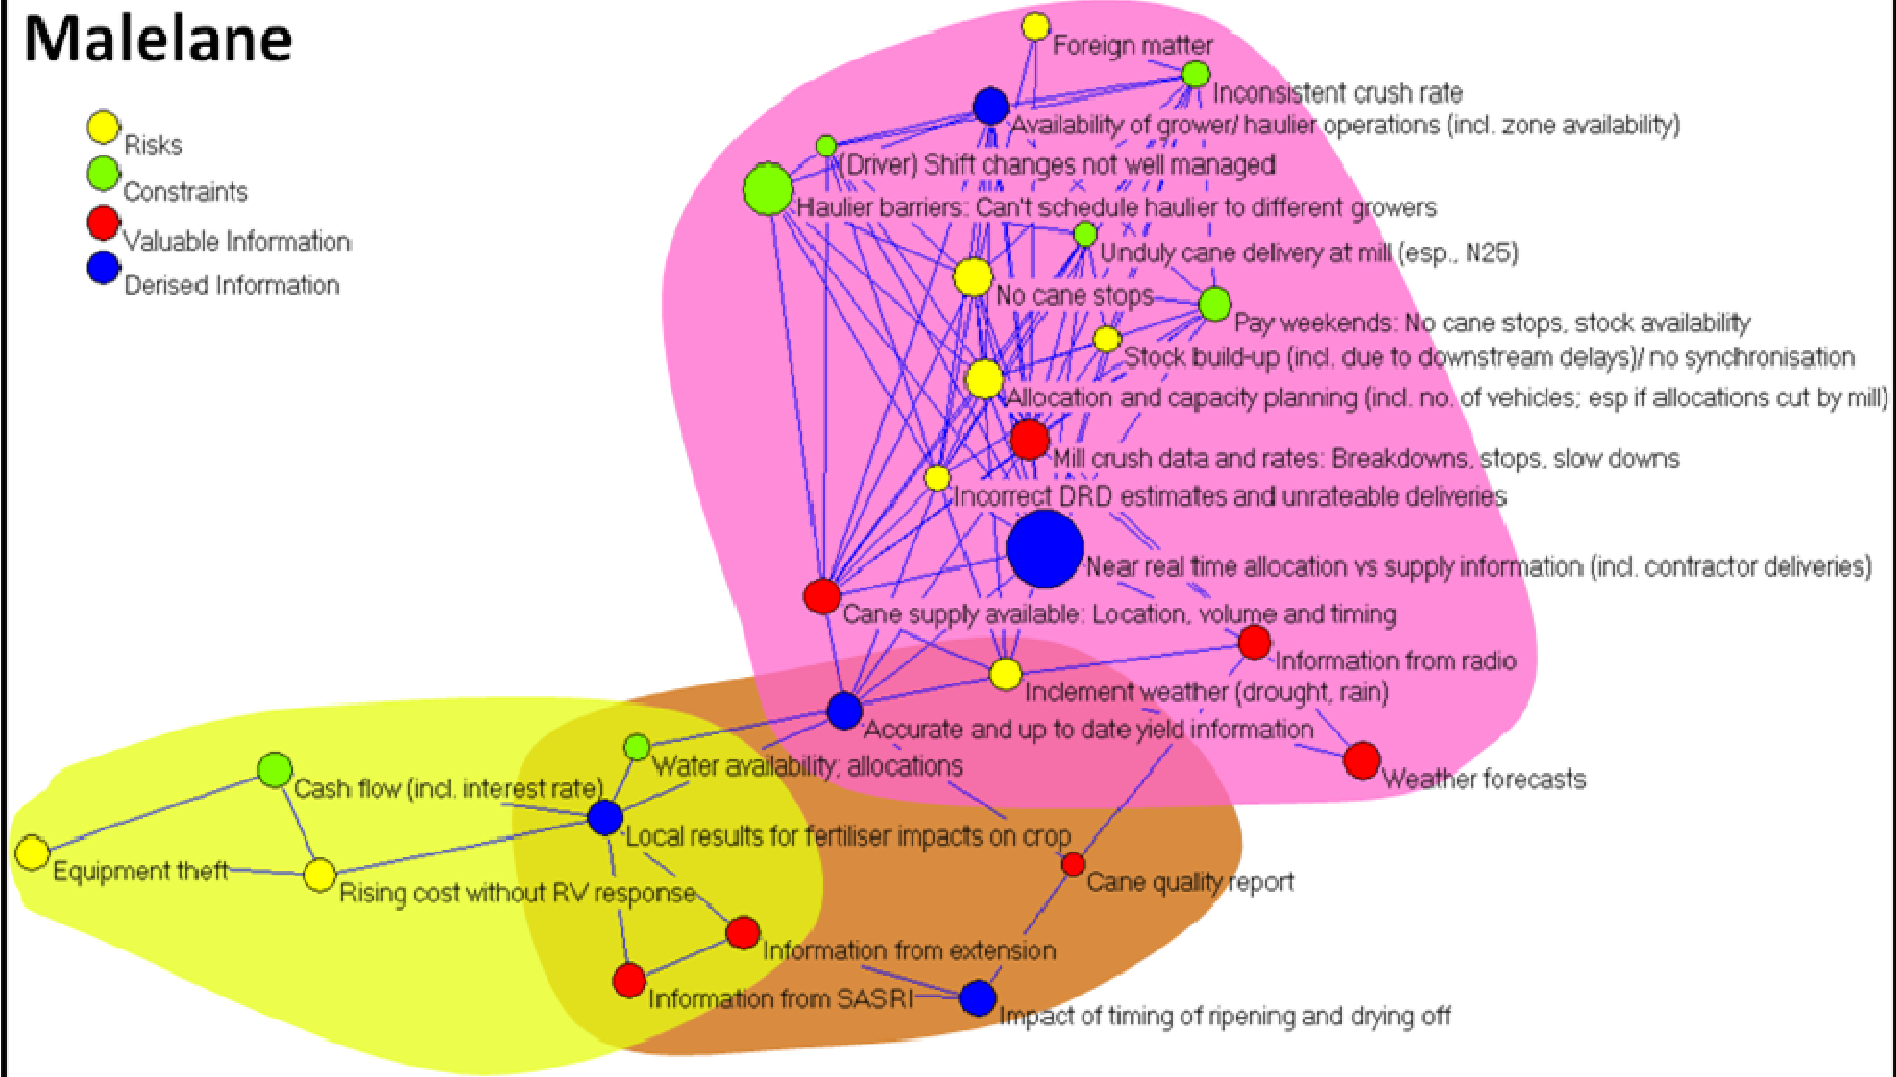 Malelane
Risks
Constraints
Valuable Information
Derised Information
Foreign matter
Inconsistent crush rate
Availability of grower/ haulier operations (incl. zone availability)
(Driver) Shift changes not well managed
Haulier barriers: Can't schedule haulier to different growers
Unduly cane delivery at mill (esp., N25)
No cane stops
Pay weekends: No cane stops, stock availability
Stock build-up (incl. due to downstream delays)/ no synchronisation
Allocation and capacity planning (incl. no. of vehicles; esp if allocations cut by mill)
Mill crush data and rates: Breakdowns, stops, slow downs
Incorrect DRD estimates and unrateable deliveries
Near real time allocation vs supply information (incl. contractor deliveries)
Cane supply available: Location, volume and timing
Information from radio
Inclement weather (drought, rain)
Accurate and up to date yield information
Water availability; allocations
Weather forecasts
Cash flow (incl. interest rate)
Local results for fertiliser impacts on crop
Equipment theft
Cane quality report
Rising cost without RV response
Information from extension
Information from SASRI
Impact of timing of ripening and drying off